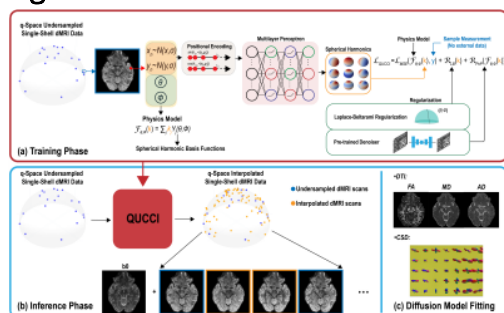 q-Space Undersampled
Single-Shell dMRI Data
Positional Encoding
Multilayer Perception
Spherical Harmonics
Physics Model
Sample Measurement
(No external data)
θ
Φ
Physics Model
Spherical Harmonic Basis Functions
Regularisation
Laplace-Beltrami Regularization
Pre-trained Denoiser
(a) Training Phase
q-Space Undersampled
Single-Shell dMRI Data
QUCCI
q-Space Interpolated
Single-Shell dMRI Data
Undersampled dMRI scans
Interpolated dMRI scans
b0
+
...
(b) Inference Phase
•DTI:
FA MD AD
•CSD:
(c) Diffusion Model Fitting